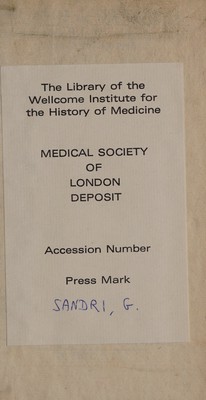 The Library of the
Wellcome Institute for
the History of Medicine
MEDICAL SOCIETY
OF
LONDON
DEPOSIT
Accession Number
Press Mark
SANDRI, G.